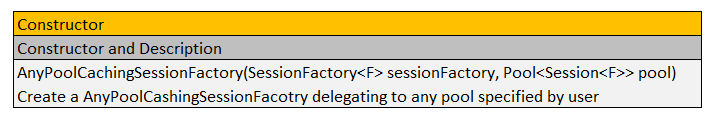 Constructor
Constructor and Description
AnyPoolCachingSessionFactory(SessionFactory<F> sessionFactory, Pool<Session<F>> pool)
Create a AnyPoolCashingSessionFacotry delegating to any pool specified by user